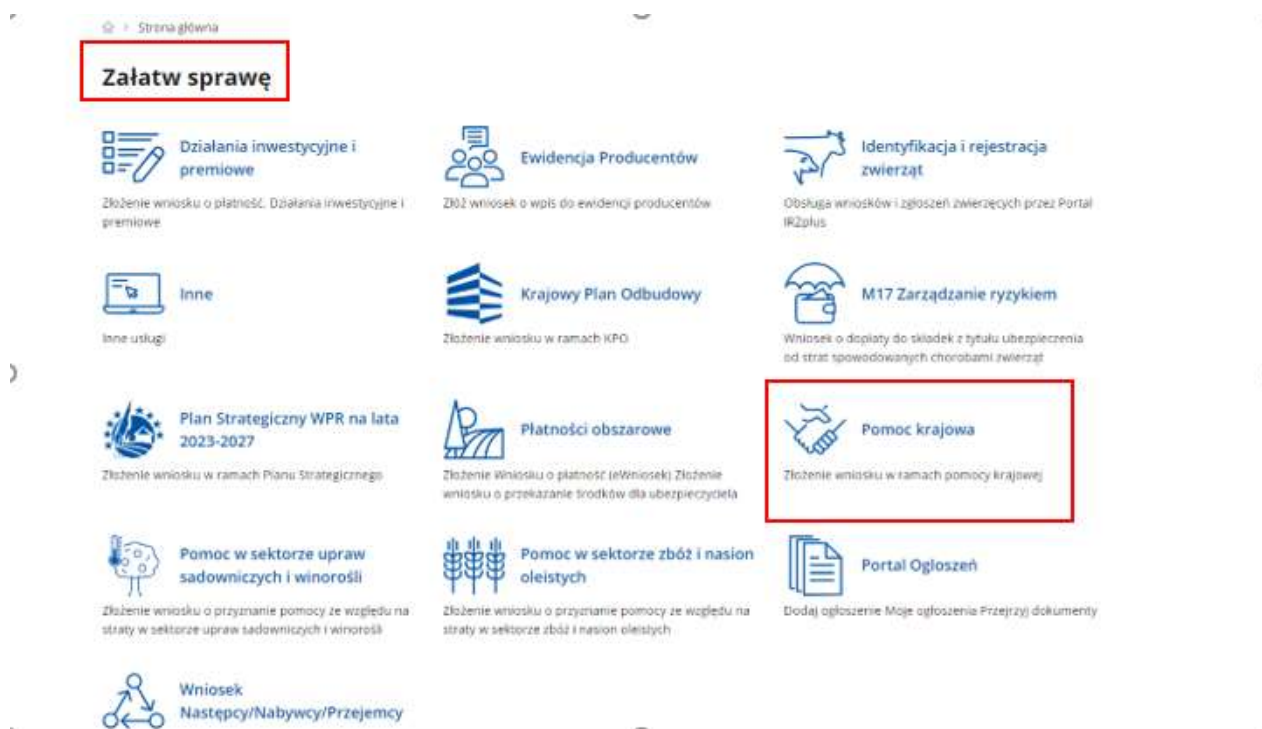 Strona główna
Załatw sprawę
Działania inwestycyjne i
premiowe
Złożenie wniosku o płatność. Działania inwestycyjne i
premiowe
Ewidencja Producentów
Złóż wniosek o wpis do ewidencji producentów
Identyfikacja i rejestracja
zwierząt
Obsługa wniosków i zgłoszeń zwierzęcych przez Portal
IRZplus
Inne
Inne usługi
Krajowy Plan Odbudowy
Złożenie wniosku w ramach KPO
M17 Zarządzanie ryzykiem
Wniosek o dopłaty do składek z tytułu ubezpieczenia
od strat spowodowanych chorobami zwierząt
Plan Strategiczny WPR na lata
2023-2027
Złożenie wniosku w ramach Planu Strategicznego
Płatności obszarowe
Złożenie Wniosku o płatność (eWniosek) Złożenie
wniosku o przekazanie środków dla ubezpieczyciela
Pomoc krajowa
Złożenie wniosku w ramach pomocy krajowej
Pomoc w sektorze upraw
sadowniczych i winorośli
Złożenie wniosku o przyznanie pomocy ze względu na
straty w sektorze upraw sadowniczych i winorośli
Pomoc w sektorze zbóż i nasion
oleistych
Złożenie wniosku o przyznanie pomocy ze względu na
straty w sektorze zbóż i nasion oleistych
Portal Ogłoszeń
Dodaj ogłoszenie Moje ogłoszenia Przejrzyj dokumenty
Wniosek
Następcy/Nabywcy/Przejemcy